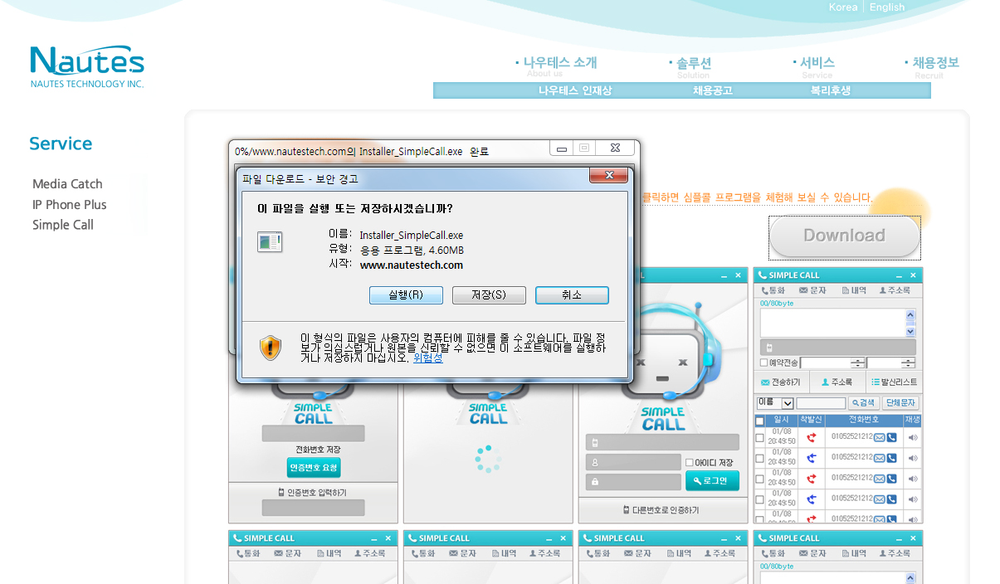 Korea | English
Nautes
NAUTES TECHNOLOGY INC.
나우테스 소개
About us
솔루션
Solution
서비스
Service
채용정보
Recruit
나우테스 인재상
채용공고
복리후생
Service
Media Catch
IP Phone Plus
Simple Call
0%/www.nautestech.com의 Installer_SimpleCall.exe 완료
파일 다운로드 - 보안 경고
이 파일을 실행 또는 저장하시겠습니까?
이름: Installer_SimpleCall.exe
유형: 응용 프로그램, 4.60MB
시작: www.nautestech.com
실행(R)
저장(S)
취소
이 형식의 파일은 사용자의 컴퓨터에 피해를 줄 수 있습니다. 파일 정
보가 의심스럽거나 원본을 신뢰할 수 없으면 이 소프트웨어를 실행하
거나 저장하지 마십시오. 위험성
클릭하면 심플콜 프로그램을 체험해 보실 수 있습니다.
Download
SIMPLE CALL
전화번호 저장
인증번호 요청
인증번호 입력하기
SIMPLE CALL
L
SIMPLE CALL
아이디 저장
로그인
다른번호로 인증하기
SIMPLE CALL
통화 문자 내역 주소록
00/80byte
예약전송
전송하기 주소록 발신리스트
이름 검색 단체문자
일시 착발신 전화번호 재생
01/08
20:49:50 01052521212
01/08
20:49:50 01052521212
01/08
20:49:50 01052521212
01/08
20:49:50 01052521212
01/08
01052521212
SIMPLE CALL
통화 문자 내역 주소록
SIMPLE CALL
통화 문자 내역 주소록
SIMPLE CALL
통화 문자 내역 주소록
SIMPLE CALL
통화 문자 내역 주소록
00/80byte